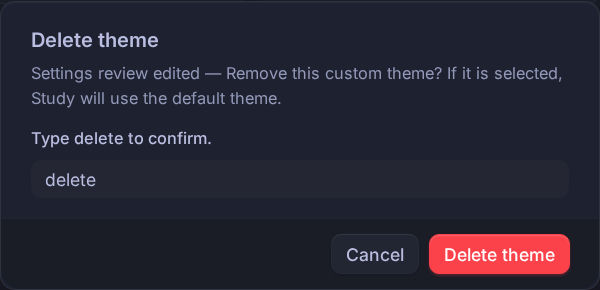 Delete theme
Settings review edited — Remove this custom theme? If it is selected,
Study will use the default theme.
Type delete to confirm.
delete
Cancel
Delete theme